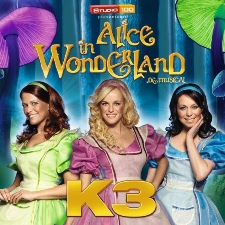 STUDIO 100
Alice
in
WONDERLAND
DE MUSICAL
K3